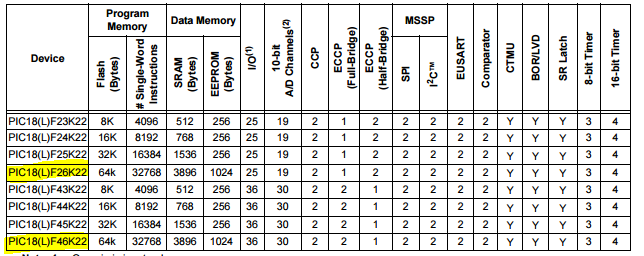 Device Program Memory Data Memory I/O(1) 10-bit A/D Channels(2) CCP ECCP (Full-Bridge) ECCP (Half-Bridge) MSSP EUSART Comparator CTMU BOR/LVD SR Latch 8-bit Timer 16-bit Timer
Flash (Bytes) # Single-Word Instructions SRAM (Bytes) EEPROM (Bytes) SPI I²C™
PIC18(L)F23K22 8K 4096 512 256 25 19 2 1 2 2 2 2 2 Y Y Y 3 4
PIC18(L)F24K22 16K 8192 768 256 25 19 2 1 2 2 2 2 2 Y Y Y 3 4
PIC18(L)F25K22 32K 16384 1536 256 25 19 2 1 2 2 2 2 2 Y Y Y 3 4
PIC18(L)F26K22 64k 32768 3896 1024 25 19 2 1 2 2 2 2 2 Y Y Y 3 4
PIC18(L)F43K22 8K 4096 512 256 36 30 2 2 1 2 2 2 2 Y Y Y 3 4
PIC18(L)F44K22 16K 8192 768 256 36 30 2 2 1 2 2 2 2 Y Y Y 3 4
PIC18(L)F45K22 32K 16384 1536 256 36 30 2 2 1 2 2 2 2 Y Y Y 3 4
PIC18(L)F46K22 64k 32768 3896 1024 36 30 2 2 1 2 2 2 2 Y Y Y 3 4